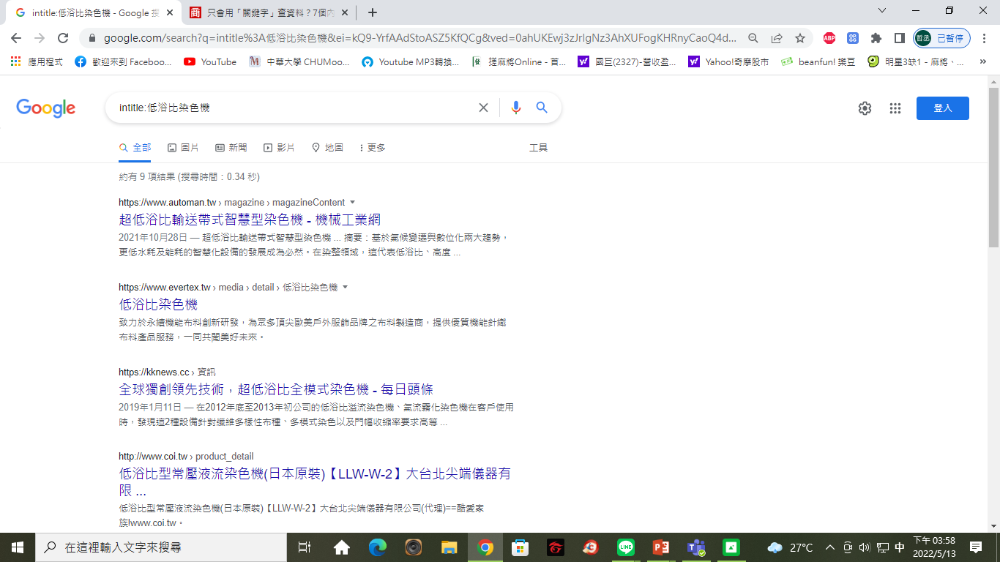 intitle:低浴比染色機 - Google 搜
只會用「關鍵字」查資料？7個內
google.com/search?q=intitle%3A低浴比染色機&ei=kQ9-YrfAAdStoASZ5KfQCg&ved=0ahUKEwj3zJrIgNz3AhXUFogKHRnyCaoQ4d...
ABP
哲丞 已暫停
應用程式
歡迎來到 Faceboo...
YouTube
中華大學 CHUMoo...
Youtube MP3轉換...
搓麻將Online - 首...
國巨(2327)-營收盈...
Yahoo!奇摩股市
beanfun! 樂豆
明星3缺1 - 麻將、...
»
Google
intitle:低浴比染色機
登入
全部
圖片
新聞
影片
地圖
更多
工具
約有 9 項結果 (搜尋時間：0.34 秒)
https://www.automan.tw › magazine › magazineContent
超低浴比輸送帶式智慧型染色機 - 機械工業網
2021年10月28日 — 超低浴比輸送帶式智慧型染色機 ... 摘要：基於氣候變遷與數位化兩大趨勢，
更低水耗及能耗的智慧化設備的發展成為必然。在染整領域，這代表低浴比、高度 ...
https://www.evertex.tw › media › detail › 低浴比染色機
低浴比染色機
致力於永續機能布料創新研發，為眾多頂尖歐美戶外服飾品牌之布料製造商，提供優質機能針織
布料產品服務，一同共闖美好未來。
https://kknews.cc › 資訊
全球獨創領先技術，超低浴比全模式染色機 - 每日頭條
2019年1月11日 — 在2012年底至2013年初公司的低浴比溢流染色機、氣流霧化染色機在客戶使用
時，發現這2種設備針對纖維多樣性布種、多模式染色以及門幅收縮率要求高等 ...
http://www.coi.tw › product_detail
低浴比型常壓液流染色機(日本原裝)【LLW-W-2】大台北尖端儀器有
限 ...
低浴比型常壓液流染色機(日本原裝)【LLW-W-2】大台北尖端儀器有限公司(代理)==酷愛家
族!www.coi.tw。
在這裡輸入文字來搜尋
LINE
27°C
中
下午 03:58
2022/5/13